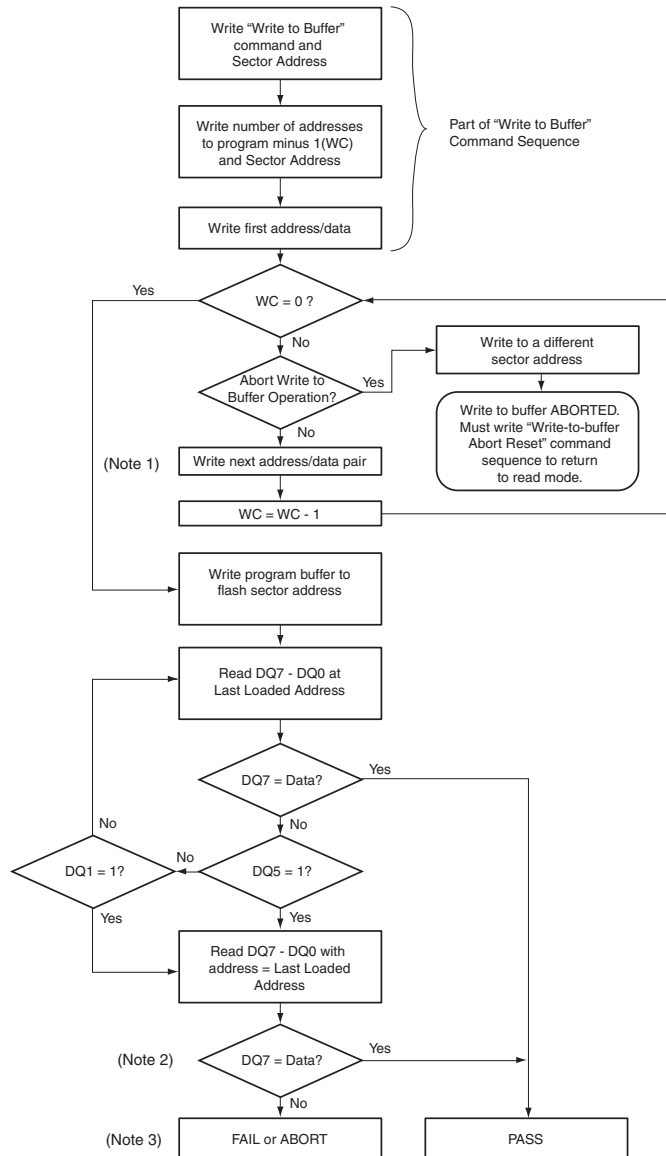 Write “Write to Buffer”
command and
Sector Address
Write number of addresses
to program minus 1(WC)
and Sector Address
Part of “Write to Buffer”
Command Sequence
Write first address/data
Yes
WC = 0 ?
No
Write to a different
sector address
Abort Write to
Buffer Operation?
Yes
No
Write to buffer ABORTED.
Must write “Write-to-buffer
Abort Reset” command
sequence to return
to read mode.
(Note 1)
Write next address/data pair
WC = WC - 1
Write program buffer to
flash sector address
Read DQ7 - DQ0 at
Last Loaded Address
DQ7 = Data?
Yes
No
No
DQ1 = 1?
No
DQ5 = 1?
Yes
Yes
Read DQ7 - DQ0 with
address = Last Loaded
Address
(Note 2)
DQ7 = Data?
Yes
No
(Note 3)
FAIL or ABORT
PASS